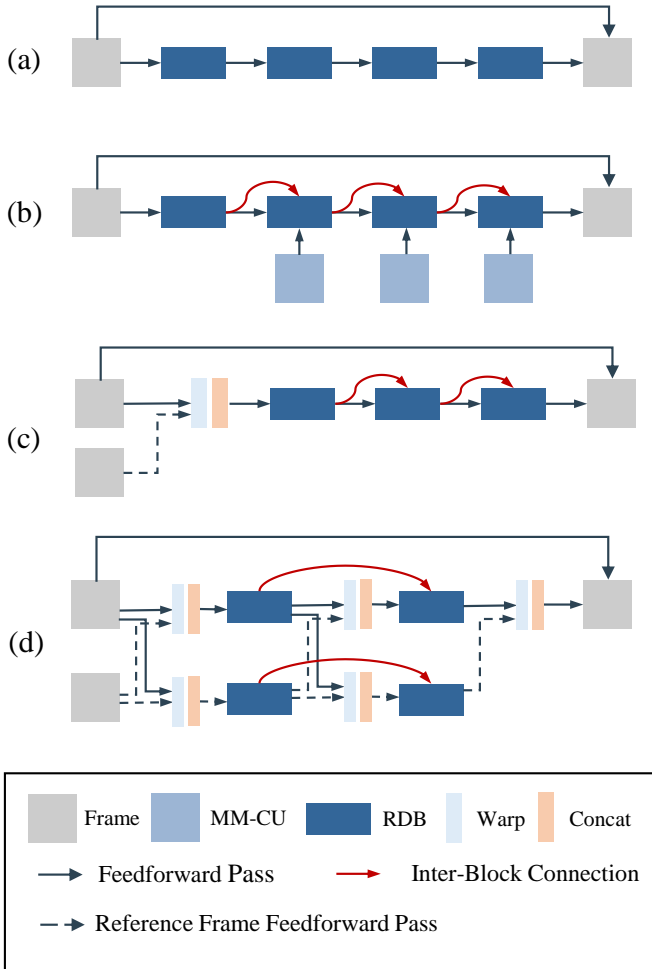 (a)
(b)
(c)
(d)
Frame MM-CU RDB Warp Concat
Feedforward Pass Inter-Block Connection
Reference Frame Feedforward Pass